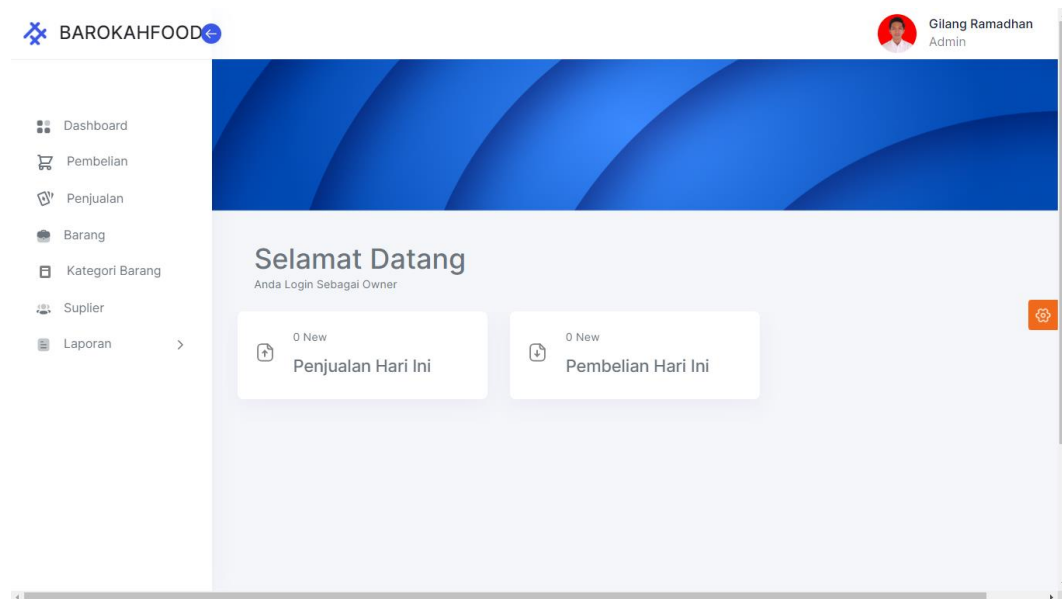 BAROKAHFOOD
Gilang Ramadhan
Admin
Dashboard
Pembelian
Penjualan
Barang
Kategori Barang
Suplier
Laporan
Selamat Datang
Anda Login Sebagai Owner
0 New
Penjualan Hari Ini
0 New
Pembelian Hari Ini